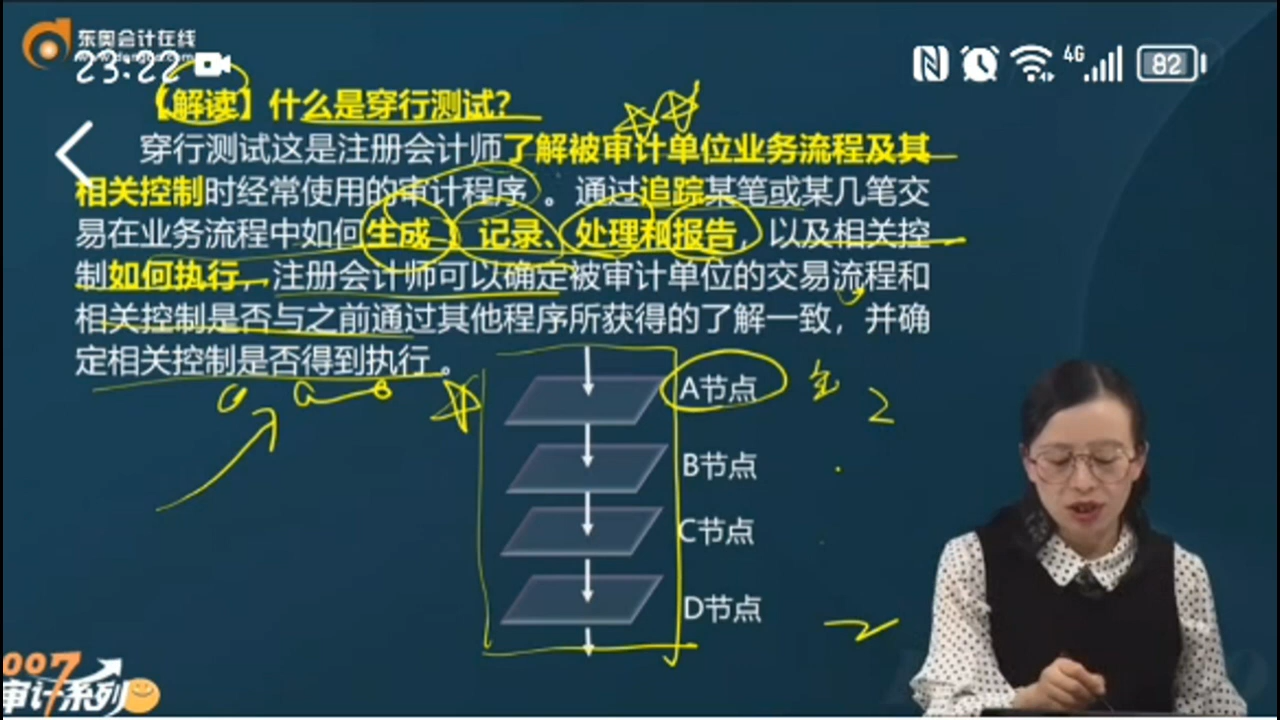 东奥会计在线
23:22
4G
82
【解读】什么是穿行测试?
穿行测试这是注册会计师了解被审计单位业务流程及其
相关控制时经常使用的审计程序。通过追踪某笔或某几笔交
易在业务流程中如何生成、记录、处理和报告,以及相关控
制如何执行,注册会计师可以确定被审计单位的交易流程和
相关控制是否与之前通过其他程序所获得的了解一致,并确
定相关控制是否得到执行。
A节点
2
B节点
C节点
D节点
007
审计系列